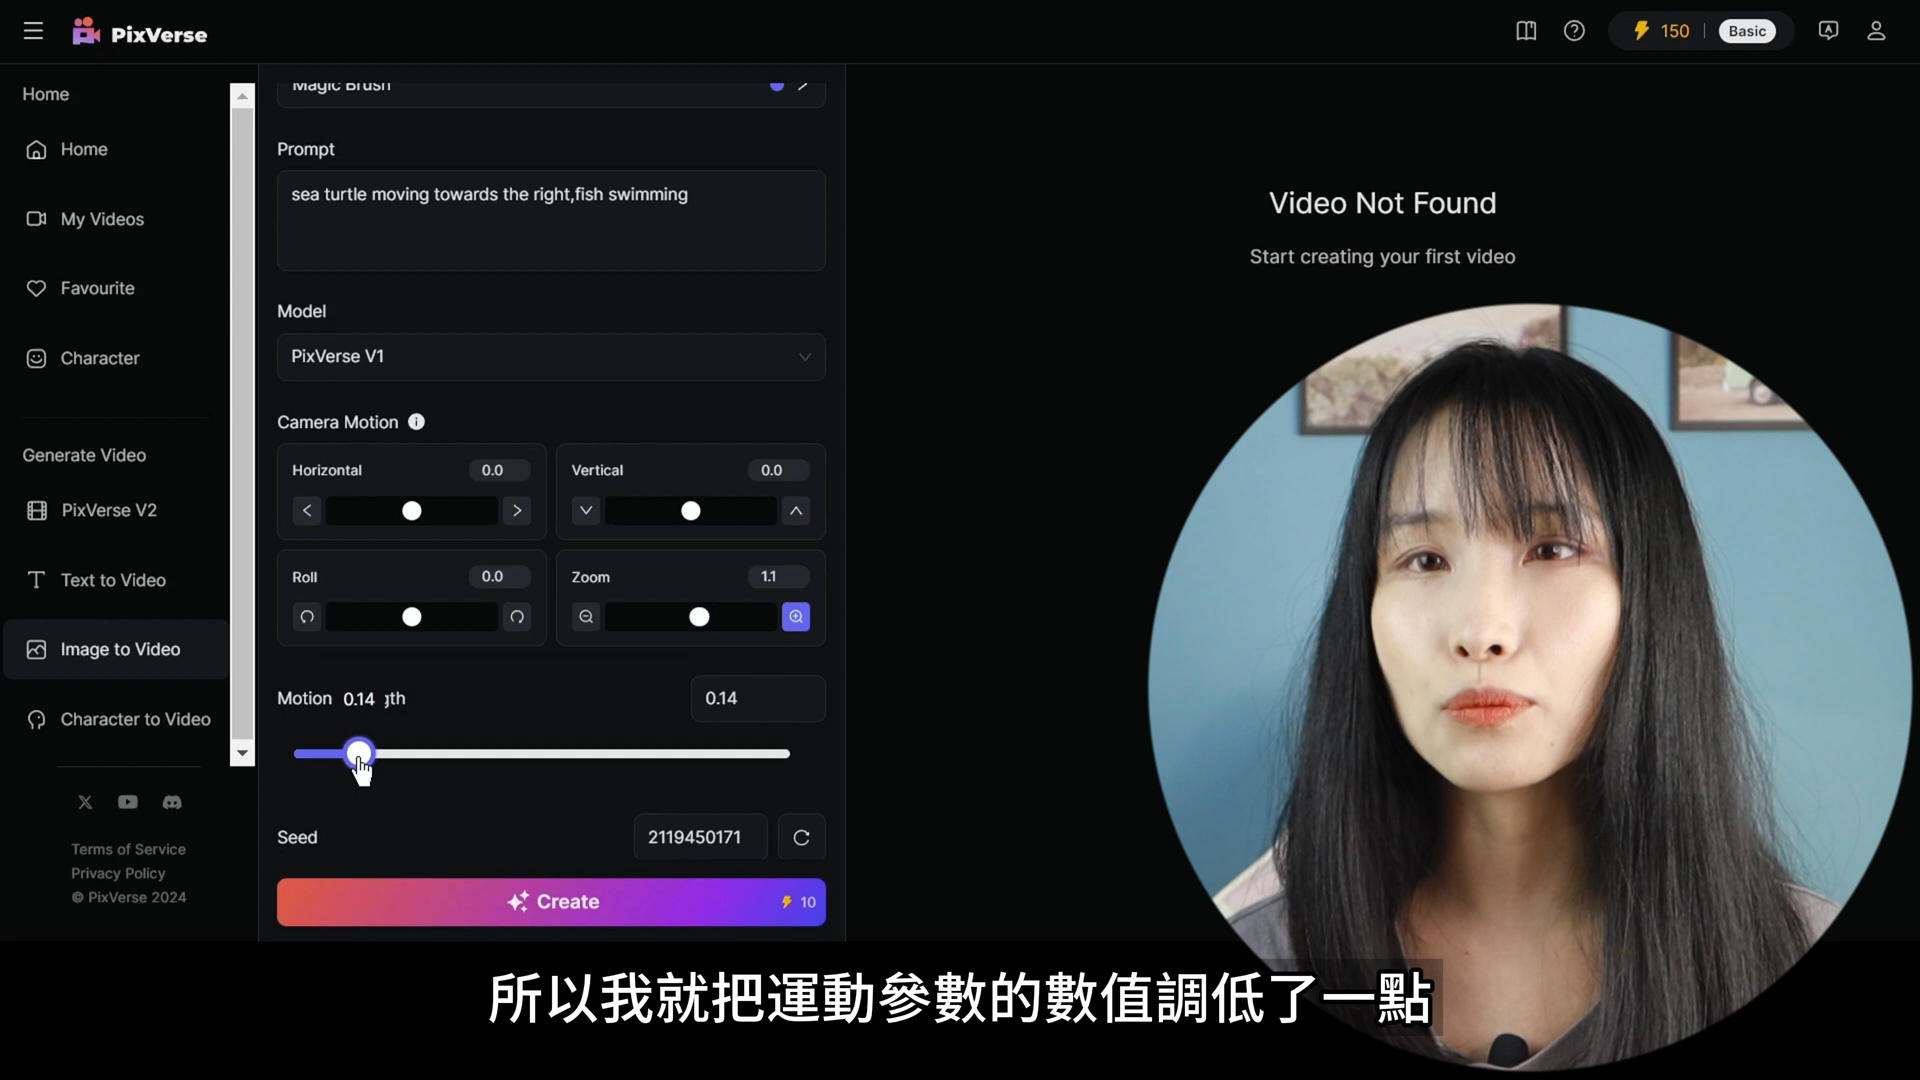 PixVerse
150
Basic
Home
Home
My Videos
Favourite
Character
Generate Video
PixVerse V2
Text to Video
Image to Video
Character to Video
Terms of Service
Privacy Policy
© PixVerse 2024
Magic Brush
Prompt
sea turtle moving towards the right,fish swimming
Model
PixVerse V1
Camera Motion
Horizontal 0.0
Vertical 0.0
Roll 0.0
Zoom 1.1
Motion 0.14 gth 0.14
Seed 2119450171
Create 10
Video Not Found
Start creating your first video
所以我就把運動參數的數值調低了一點